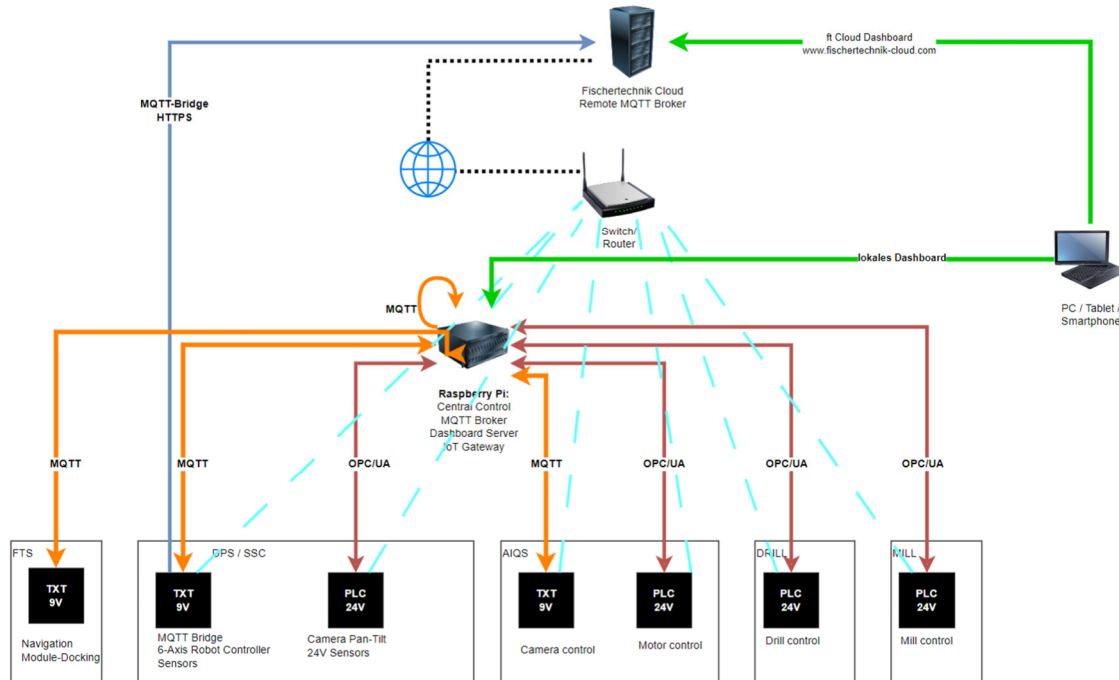 ft Cloud Dashboard
www.fischertechnik-cloud.com
Fischertechnik Cloud
Remote MQTT Broker
MQTT-Bridge
HTTPS
Switch/
Router
lokales Dashboard
PC / Tablet /
Smartphone
MQTT
Raspberry Pi:
Central Control
MQTT Broker
Dashboard Server
IoT Gateway
MQTT
MQTT
OPC/UA
MQTT
OPC/UA
OPC/UA
OPC/UA
FTS
DPS / SSC
AIQS
DRILL
MILL
TXT
9V
TXT
9V
PLC
24V
TXT
9V
PLC
24V
PLC
24V
PLC
24V
Navigation
Module-Docking
MQTT Bridge
6-Axis Robot Controller
Sensors
Camera Pan-Tilt
24V Sensors
Camera control
Motor control
Drill control
Mill control